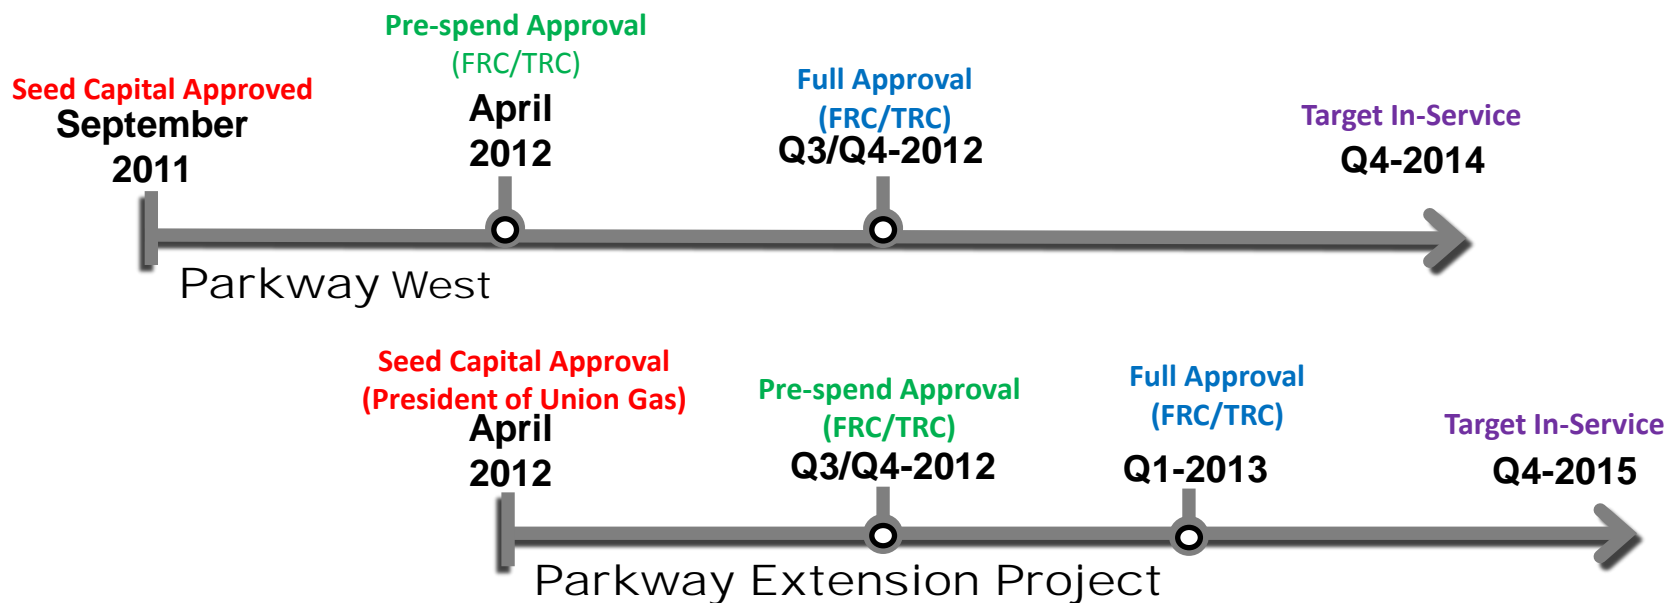 Seed Capital Approved
September
2011
Pre-spend Approval
(FRC/TRC)
April
2012
Full Approval
(FRC/TRC)
Q3/Q4-2012
Target In-Service
Q4-2014
Parkway West
Seed Capital Approval
(President of Union Gas)
April
2012
Pre-spend Approval
(FRC/TRC)
Q3/Q4-2012
Full Approval
(FRC/TRC)
Q1-2013
Target In-Service
Q4-2015
Parkway Extension Project